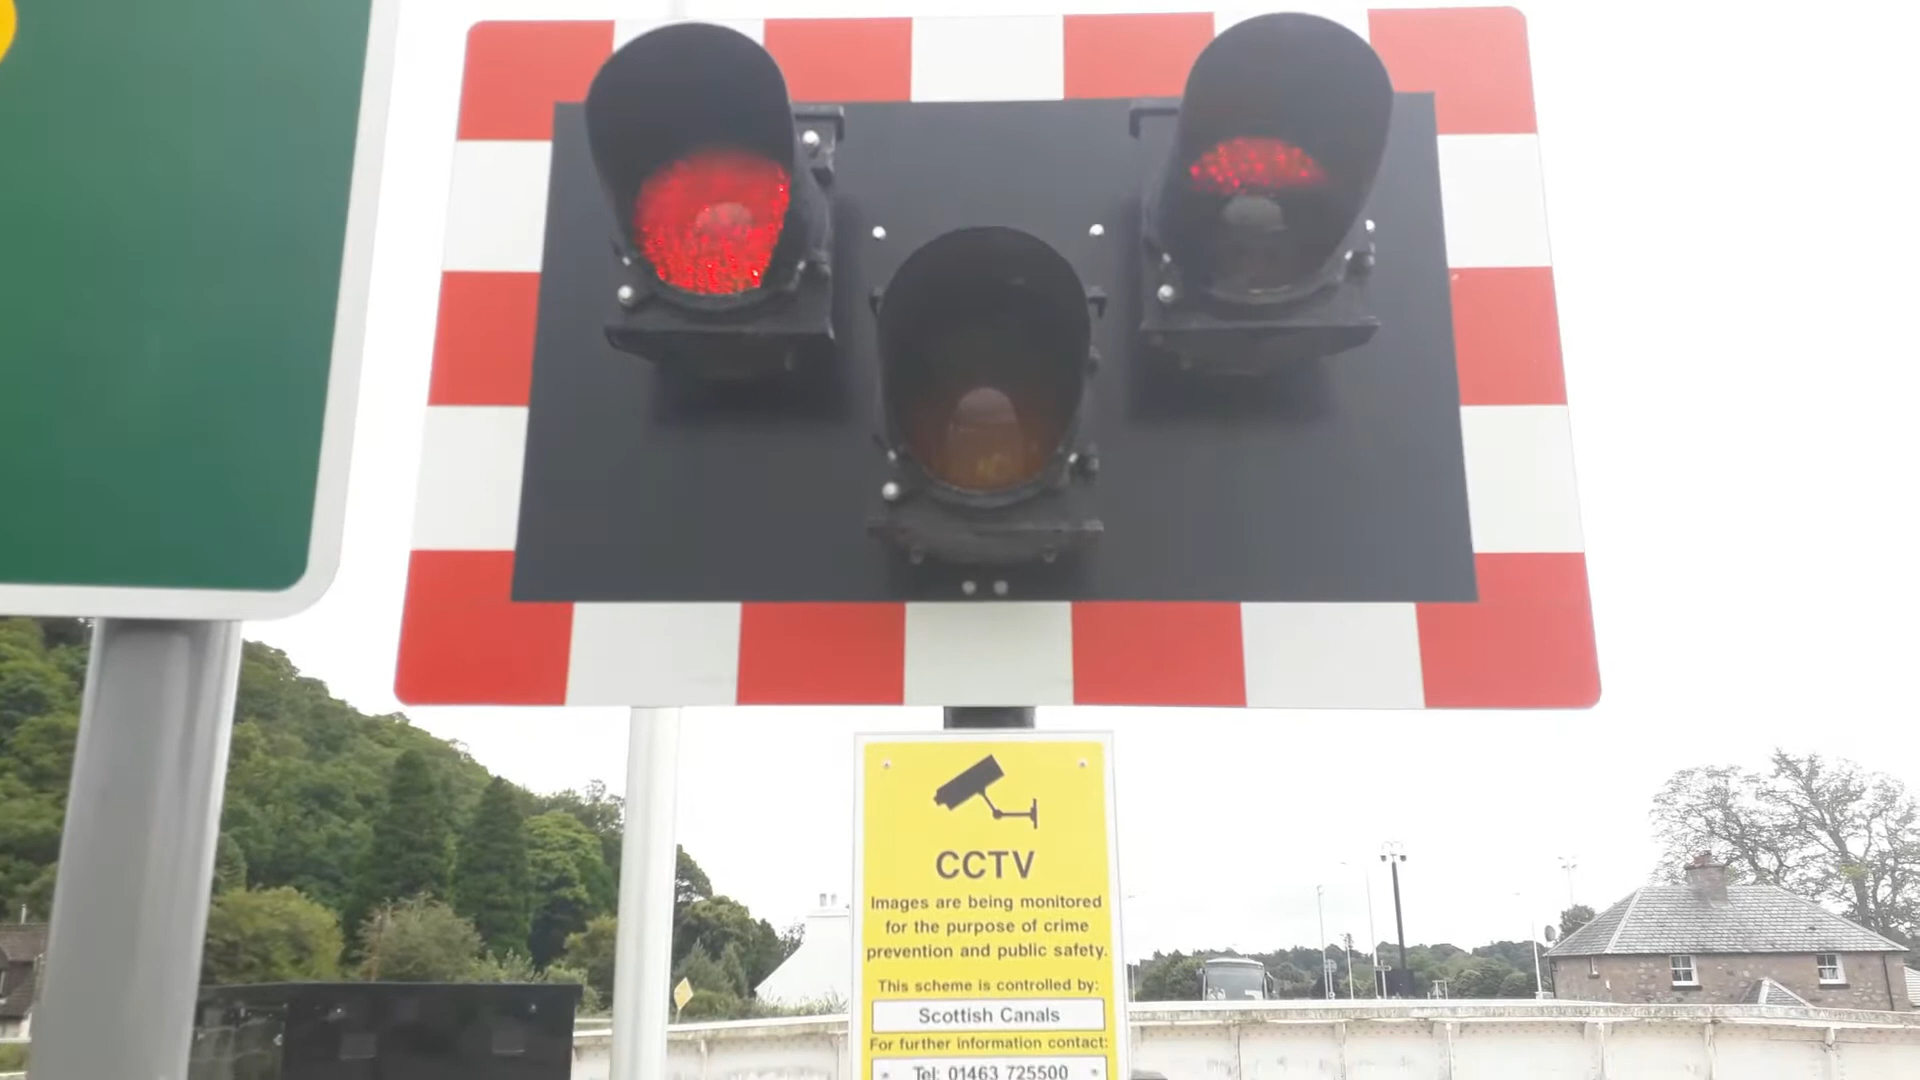 CCTV
Images are being monitored
for the purpose of crime
prevention and public safety.
This scheme is controlled by:
Scottish Canals
For further information contact:
Tel: 01463 725500